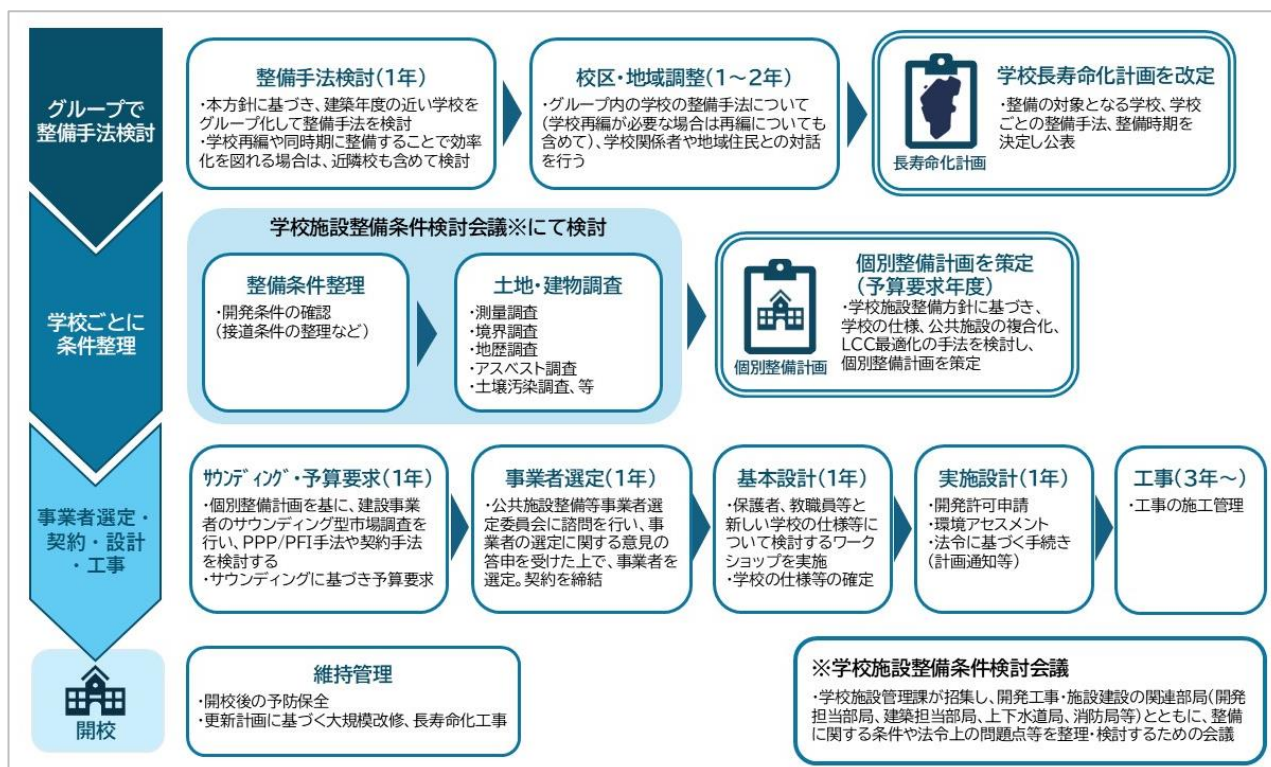 グループで
整備手法検討
整備手法検討(1年)
・本方針に基づき、建築年度の近い学校を
グループ化して整備手法を検討
・学校再編や同時期に整備することで効率
化を図れる場合は、近隣校も含めて検討
校区・地域調整(1～2年)
・グループ内の学校の整備手法について
(学校再編が必要な場合は再編についても
含めて)、学校関係者や地域住民との対話
を行う
長寿命化計画
学校長寿命化計画を改定
・整備の対象となる学校、学校
ごとの整備手法、整備時期を
決定し公表
学校ごとに
条件整理
学校施設整備条件検討会議※にて検討
整備条件整理
・開発条件の確認
(接道条件の整理など)
土地・建物調査
・測量調査
・境界調査
・地歴調査
・アスベスト調査
・土壌汚染調査、等
個別整備計画
個別整備計画を策定
(予算要求年度)
・学校施設整備方針に基づき、
学校の仕様、公共施設の複合化、
LCC最適化の手法を検討し、
個別整備計画を策定
事業者選定・
契約・設計
・工事
ｻｳﾝﾃﾞｨﾝｸﾞ・予算要求(1年)
・個別整備計画を基に、建設事業
者のサウンディング型市場調査を
行い、PPP/PFI手法や契約手法
を検討する
・サウンディングに基づき予算要求
事業者選定(1年)
・公共施設整備等事業者選
定委員会に諮問を行い、事
業者の選定に関する意見の
答申を受けた上で、事業者を
選定。契約を締結
基本設計(1年)
・保護者、教職員等と
新しい学校の仕様等に
ついて検討するワーク
ショップを実施
・学校の仕様等の確定
実施設計(1年)
・開発許可申請
・環境アセスメント
・法令に基づく手続き
(計画通知等)
工事(3年～)
・工事の施工管理
開校
維持管理
・開校後の予防保全
・更新計画に基づく大規模改修、長寿命化工事
※学校施設整備条件検討会議
・学校施設管理課が招集し、開発工事・施設建設の関連部局(開発
担当部局、建築担当部局、上下水道局、消防局等)とともに、整備
に関する条件や法令上の問題点等を整理・検討するための会議